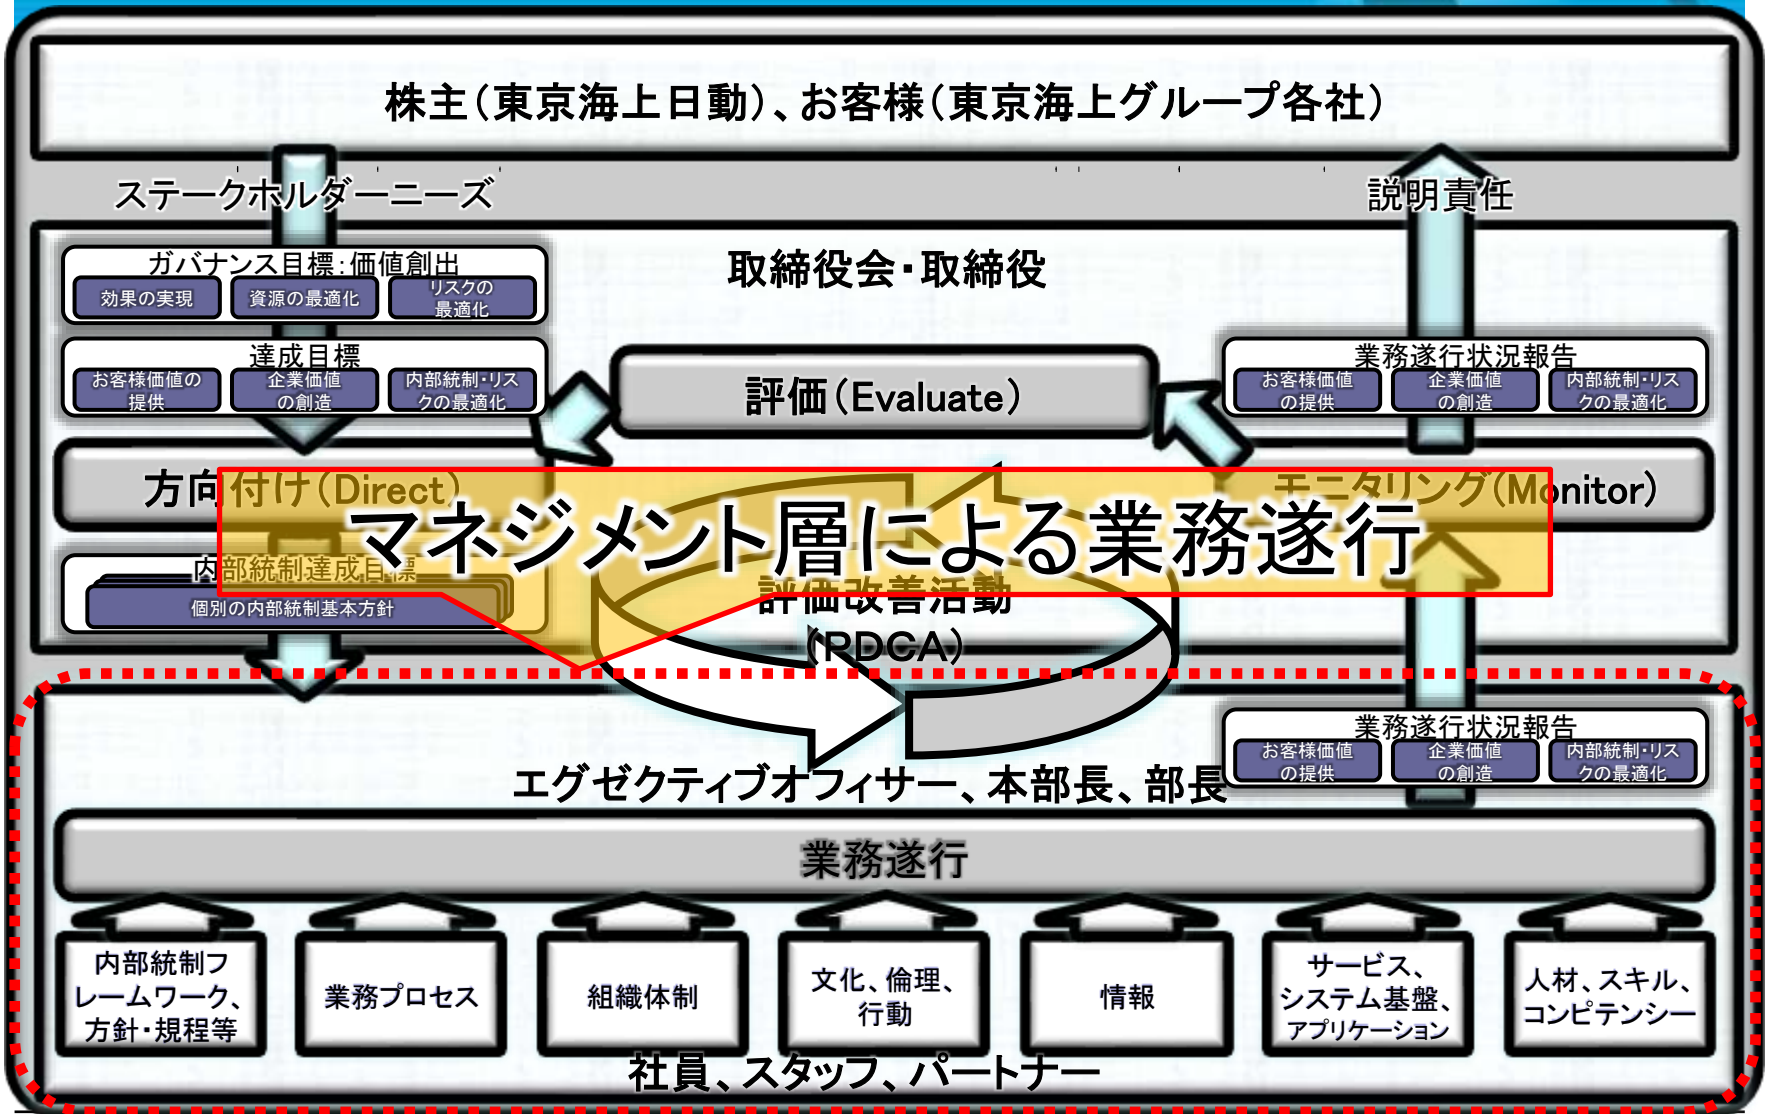 株主(東京海上日動)、お客様(東京海上グループ各社)
ステークホルダーニーズ
説明責任
ガバナンス目標:価値創出
効果の実現
資源の最適化
リスクの
最適化
取締役会・取締役
達成目標
お客様価値の
提供
企業価値
の創造
内部統制・リス
クの最適化
評価(Evaluate)
業務遂行状況報告
お客様価値
の提供
企業価値
の創造
内部統制・リス
クの最適化
方向付け(Direct)
モニタリング(Monitor)
マネジメント層による業務遂行
内部統制達成目標
個別の内部統制基本方針
評価改善活動
(PDCA)
業務遂行状況報告
お客様価値
の提供
企業価値
の創造
内部統制・リス
クの最適化
エグゼクティブオフィサー、本部長、部長
業務遂行
内部統制フ
レームワーク、
方針・規程等
業務プロセス
組織体制
文化、倫理、
行動
情報
サービス、
システム基盤、
アプリケーション
人材、スキル、
コンピテンシー
社員、スタッフ、パートナー